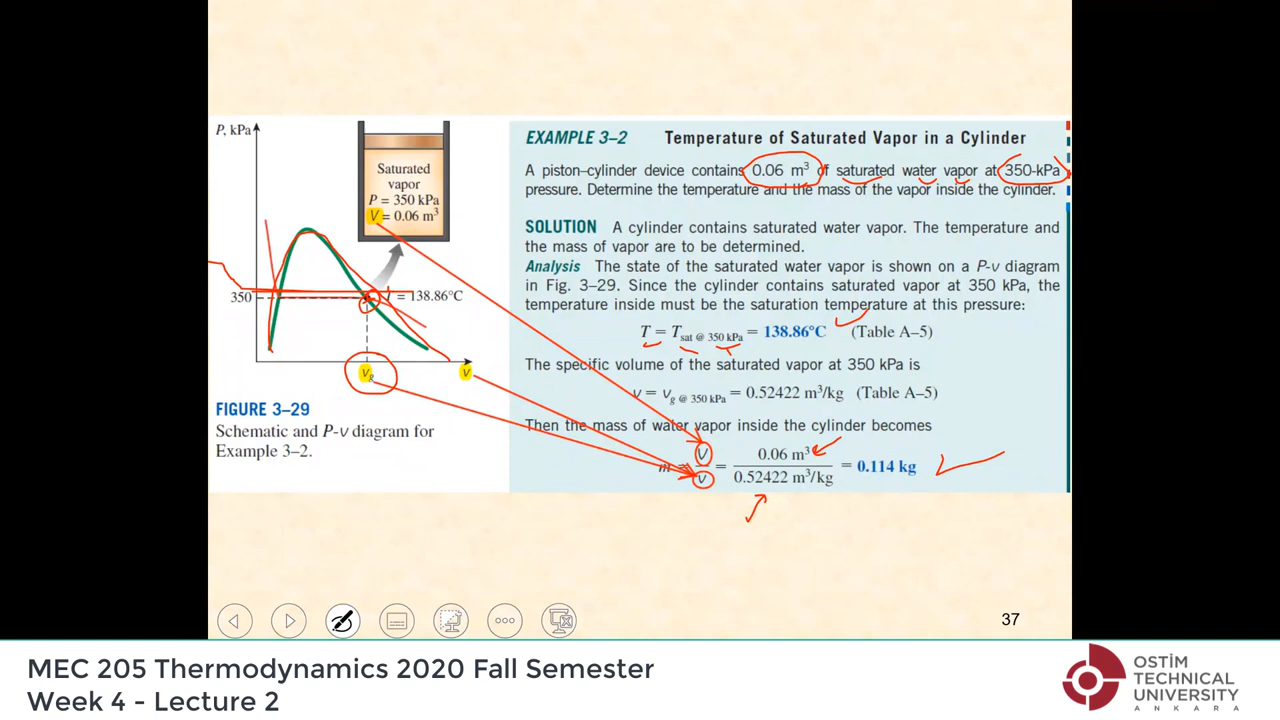 P, kPa
Saturated
vapor
P = 350 kPa
V = 0.06 m³
350
= 138.86°C
vg
v
FIGURE 3–29
Schematic and P-v diagram for
Example 3–2.
EXAMPLE 3–2 Temperature of Saturated Vapor in a Cylinder
A piston–cylinder device contains 0.06 m³ of saturated water vapor at 350-kPa
pressure. Determine the temperature and the mass of the vapor inside the cylinder.
SOLUTION A cylinder contains saturated water vapor. The temperature and
the mass of vapor are to be determined.
Analysis The state of the saturated water vapor is shown on a P-v diagram
in Fig. 3–29. Since the cylinder contains saturated vapor at 350 kPa, the
temperature inside must be the saturation temperature at this pressure:
T = Tsat @ 350 kPa = 138.86°C (Table A–5)
The specific volume of the saturated vapor at 350 kPa is
v = vg @ 350 kPa = 0.52422 m³/kg (Table A–5)
Then the mass of water vapor inside the cylinder becomes
m = V/v = 0.06 m³/0.52422 m³/kg = 0.114 kg
37
MEC 205 Thermodynamics 2020 Fall Semester
Week 4 - Lecture 2
OSTİM
TECHNICAL
UNIVERSITY
ANKARA